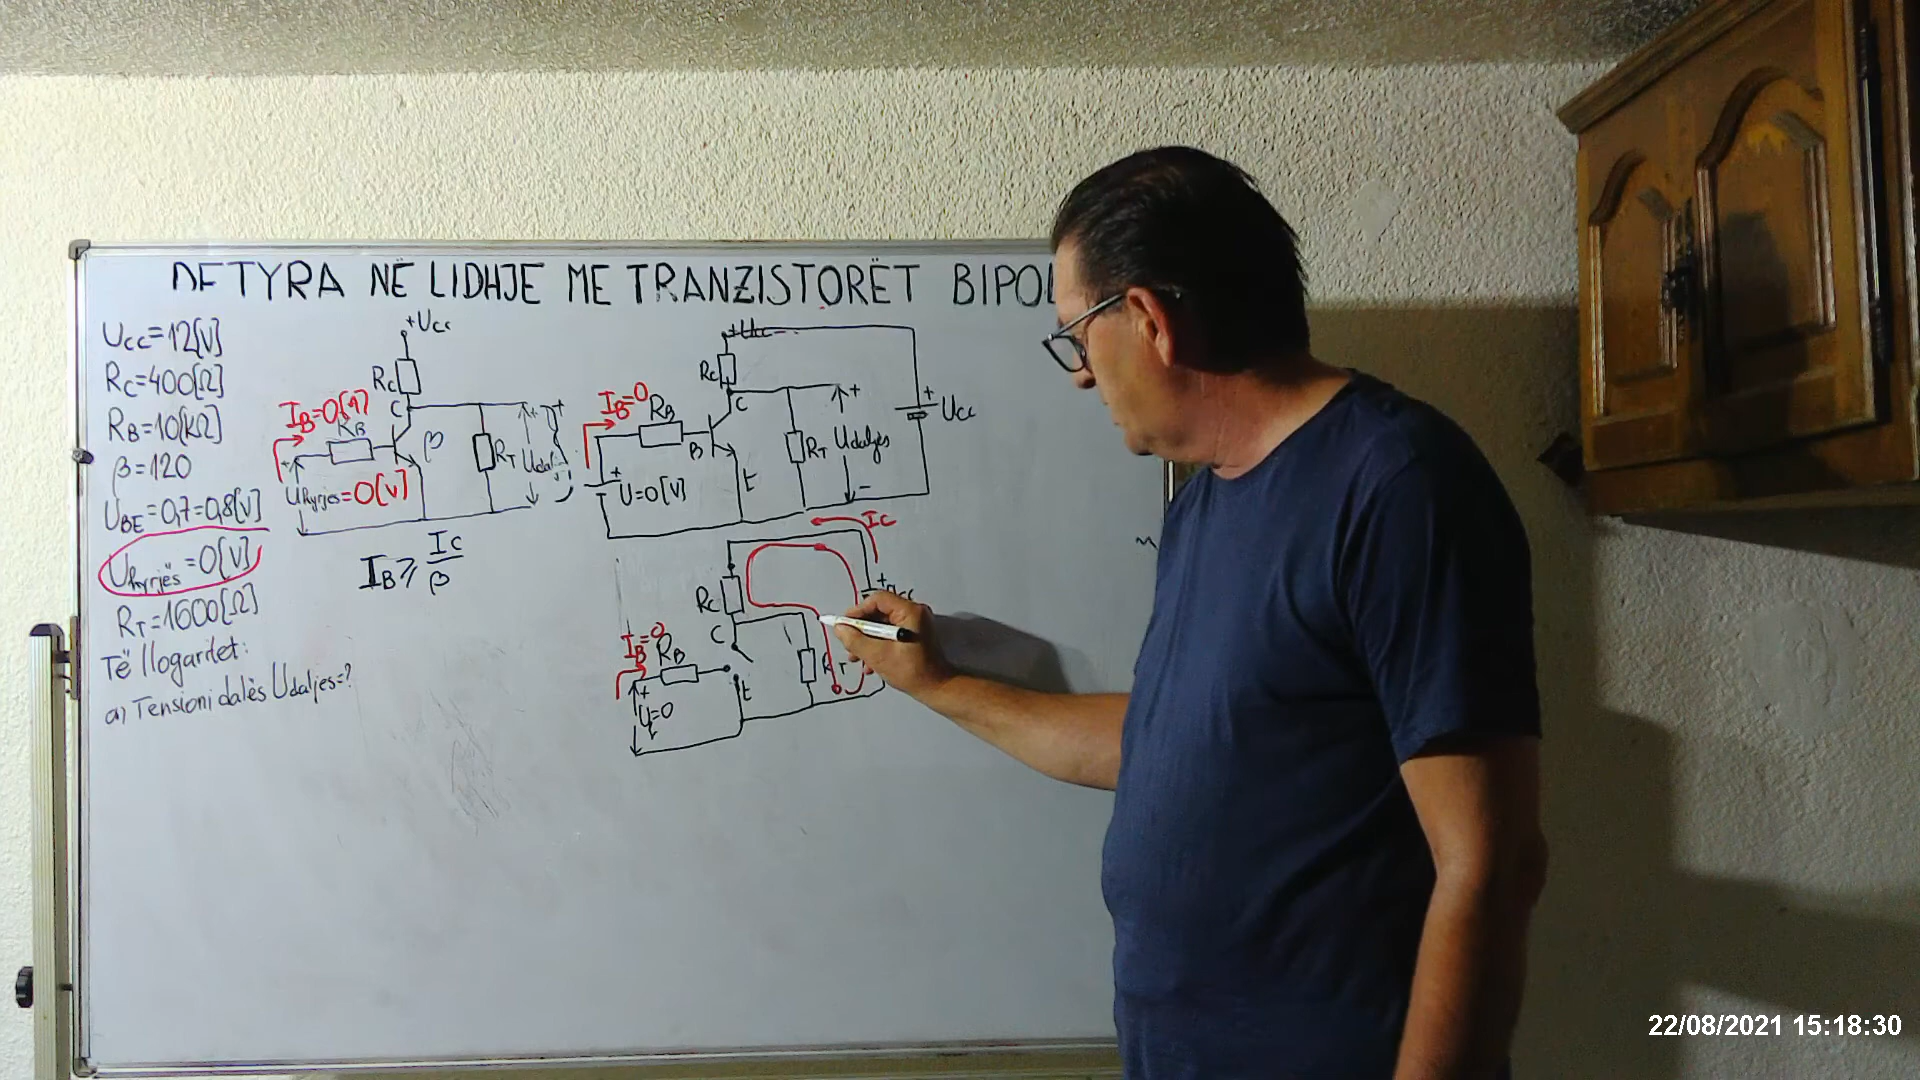 DETYRA NË LIDHJE ME TRANZISTORËT BIPOL
Ucc=12[V]
Rc=400[Ω]
RB=10[kΩ]
β=120
UBE=0,7÷0,8[V]
Uhyrjës=0[V]
RT=1600[Ω]
Të llogaritet:
a) Tensioni dalës Udaljes=?
+Ucc
Rc
C
IB=0[A]
RB
β
RT
Udal
+
+
+
Uhyrjes=0[V]
IB ≥ Ic/β
+Ucc
Rc
C
IB=0
RB
B
E
+
U=0[V]
RT
Udaljës
+
-
+
Ucc
Ic
Rc
C
IB=0
RB
E
+
U=0
RT
+
22/08/2021 15:18:30